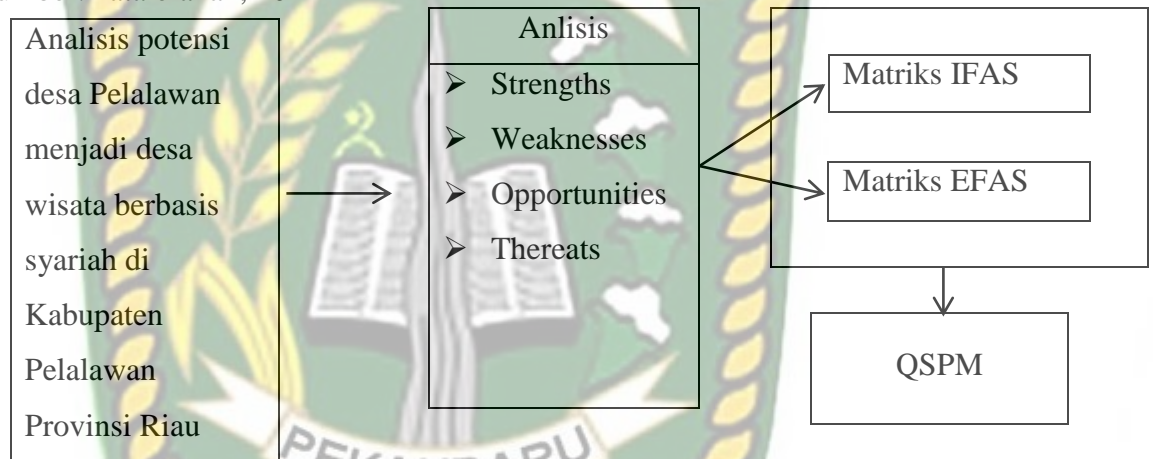 Analisis potensi
desa Pelalawan
menjadi desa
wisata berbasis
syariah di
Kabupaten
Pelalawan
Provinsi Riau
Anlisis
➢ Strengths
➢ Weaknesses
➢ Opportunities
➢ Thereats
Matriks IFAS
Matriks EFAS
QSPM
PEKANBARU